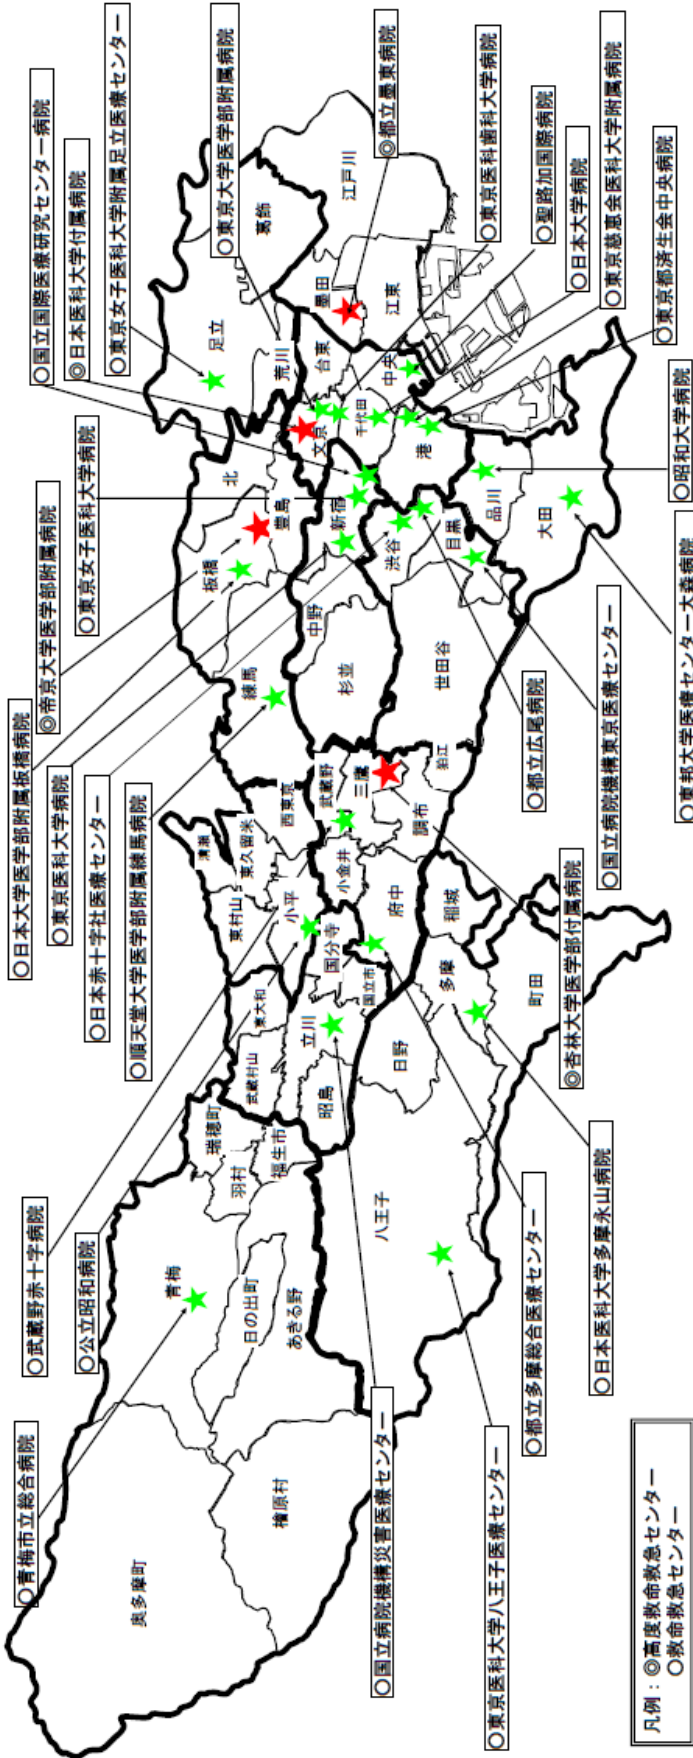 ○青梅市立総合病院
○武蔵野赤十字病院
○公立昭和病院
○日本大学医学部附属板橋病院
○東京医科大学病院
○日本赤十字社医療センター
○順天堂大学医学部附属練馬病院
◎帝京大学医学部附属病院
○東京女子医科大学病院
○国立国際医療研究センター病院
◎日本医科大学付属病院
○東京女子医科大学附属足立医療センター
○東京大学医学部附属病院
◎都立墨東病院
○東京医科歯科大学病院
○聖路加国際病院
○日本大学病院
○東京慈恵会医科大学附属病院
○東京都済生会中央病院
○昭和大学病院
○東邦大学医療センター大森病院
○国立病院機構東京医療センター
○都立広尾病院
◎杏林大学医学部付属病院
○日本医科大学多摩永山病院
○都立多摩総合医療センター
○国立病院機構災害医療センター
○東京医科大学八王子医療センター
奥多摩町
檜原村
青梅
日の出町
あきる野
瑞穂町
羽村
福生市
八王子
武蔵村山
東大和
昭島
立川
日野
国立市
国分寺
東村山
清瀬
東久留米
小平
西東京
小金井
武蔵野
三鷹
府中
調布
狛江
稲城
多摩
町田
練馬
板橋
北
豊島
中野
杉並
新宿
渋谷
世田谷
目黒
品川
大田
港
千代田
中央
文京
台東
荒川
足立
葛飾
墨田
江東
江戸川
凡例：◎高度救命救急センター
○救命救急センター